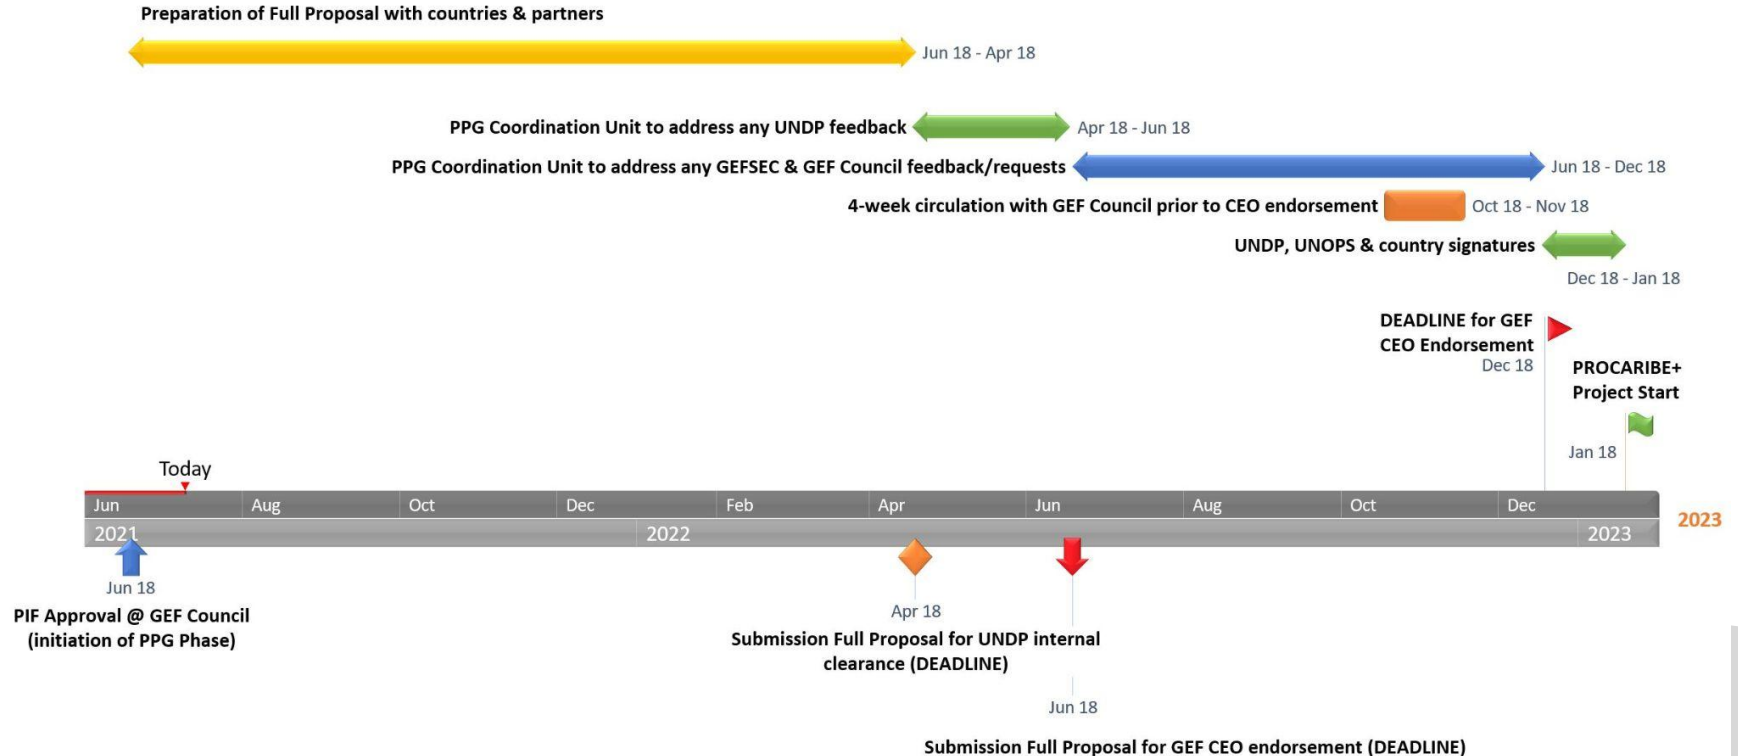 Preparation of Full Proposal with countries & partners
Jun 18 - Apr 18
PPG Coordination Unit to address any UNDP feedback
Apr 18 - Jun 18
PPG Coordination Unit to address any GEFSEC & GEF Council feedback/requests
Jun 18 - Dec 18
4-week circulation with GEF Council prior to CEO endorsement
Oct 18 - Nov 18
UNDP, UNOPS & country signatures
Dec 18 - Jan 18
DEADLINE for GEF
CEO Endorsement
Dec 18
PROCARIBE+
Project Start
Jan 18
Today
Jun Aug Oct Dec Feb Apr Jun Aug Oct Dec
2021 2022 2023
2023
Jun 18
PIF Approval @ GEF Council
(initiation of PPG Phase)
Apr 18
Submission Full Proposal for UNDP internal
clearance (DEADLINE)
Jun 18
Submission Full Proposal for GEF CEO endorsement (DEADLINE)